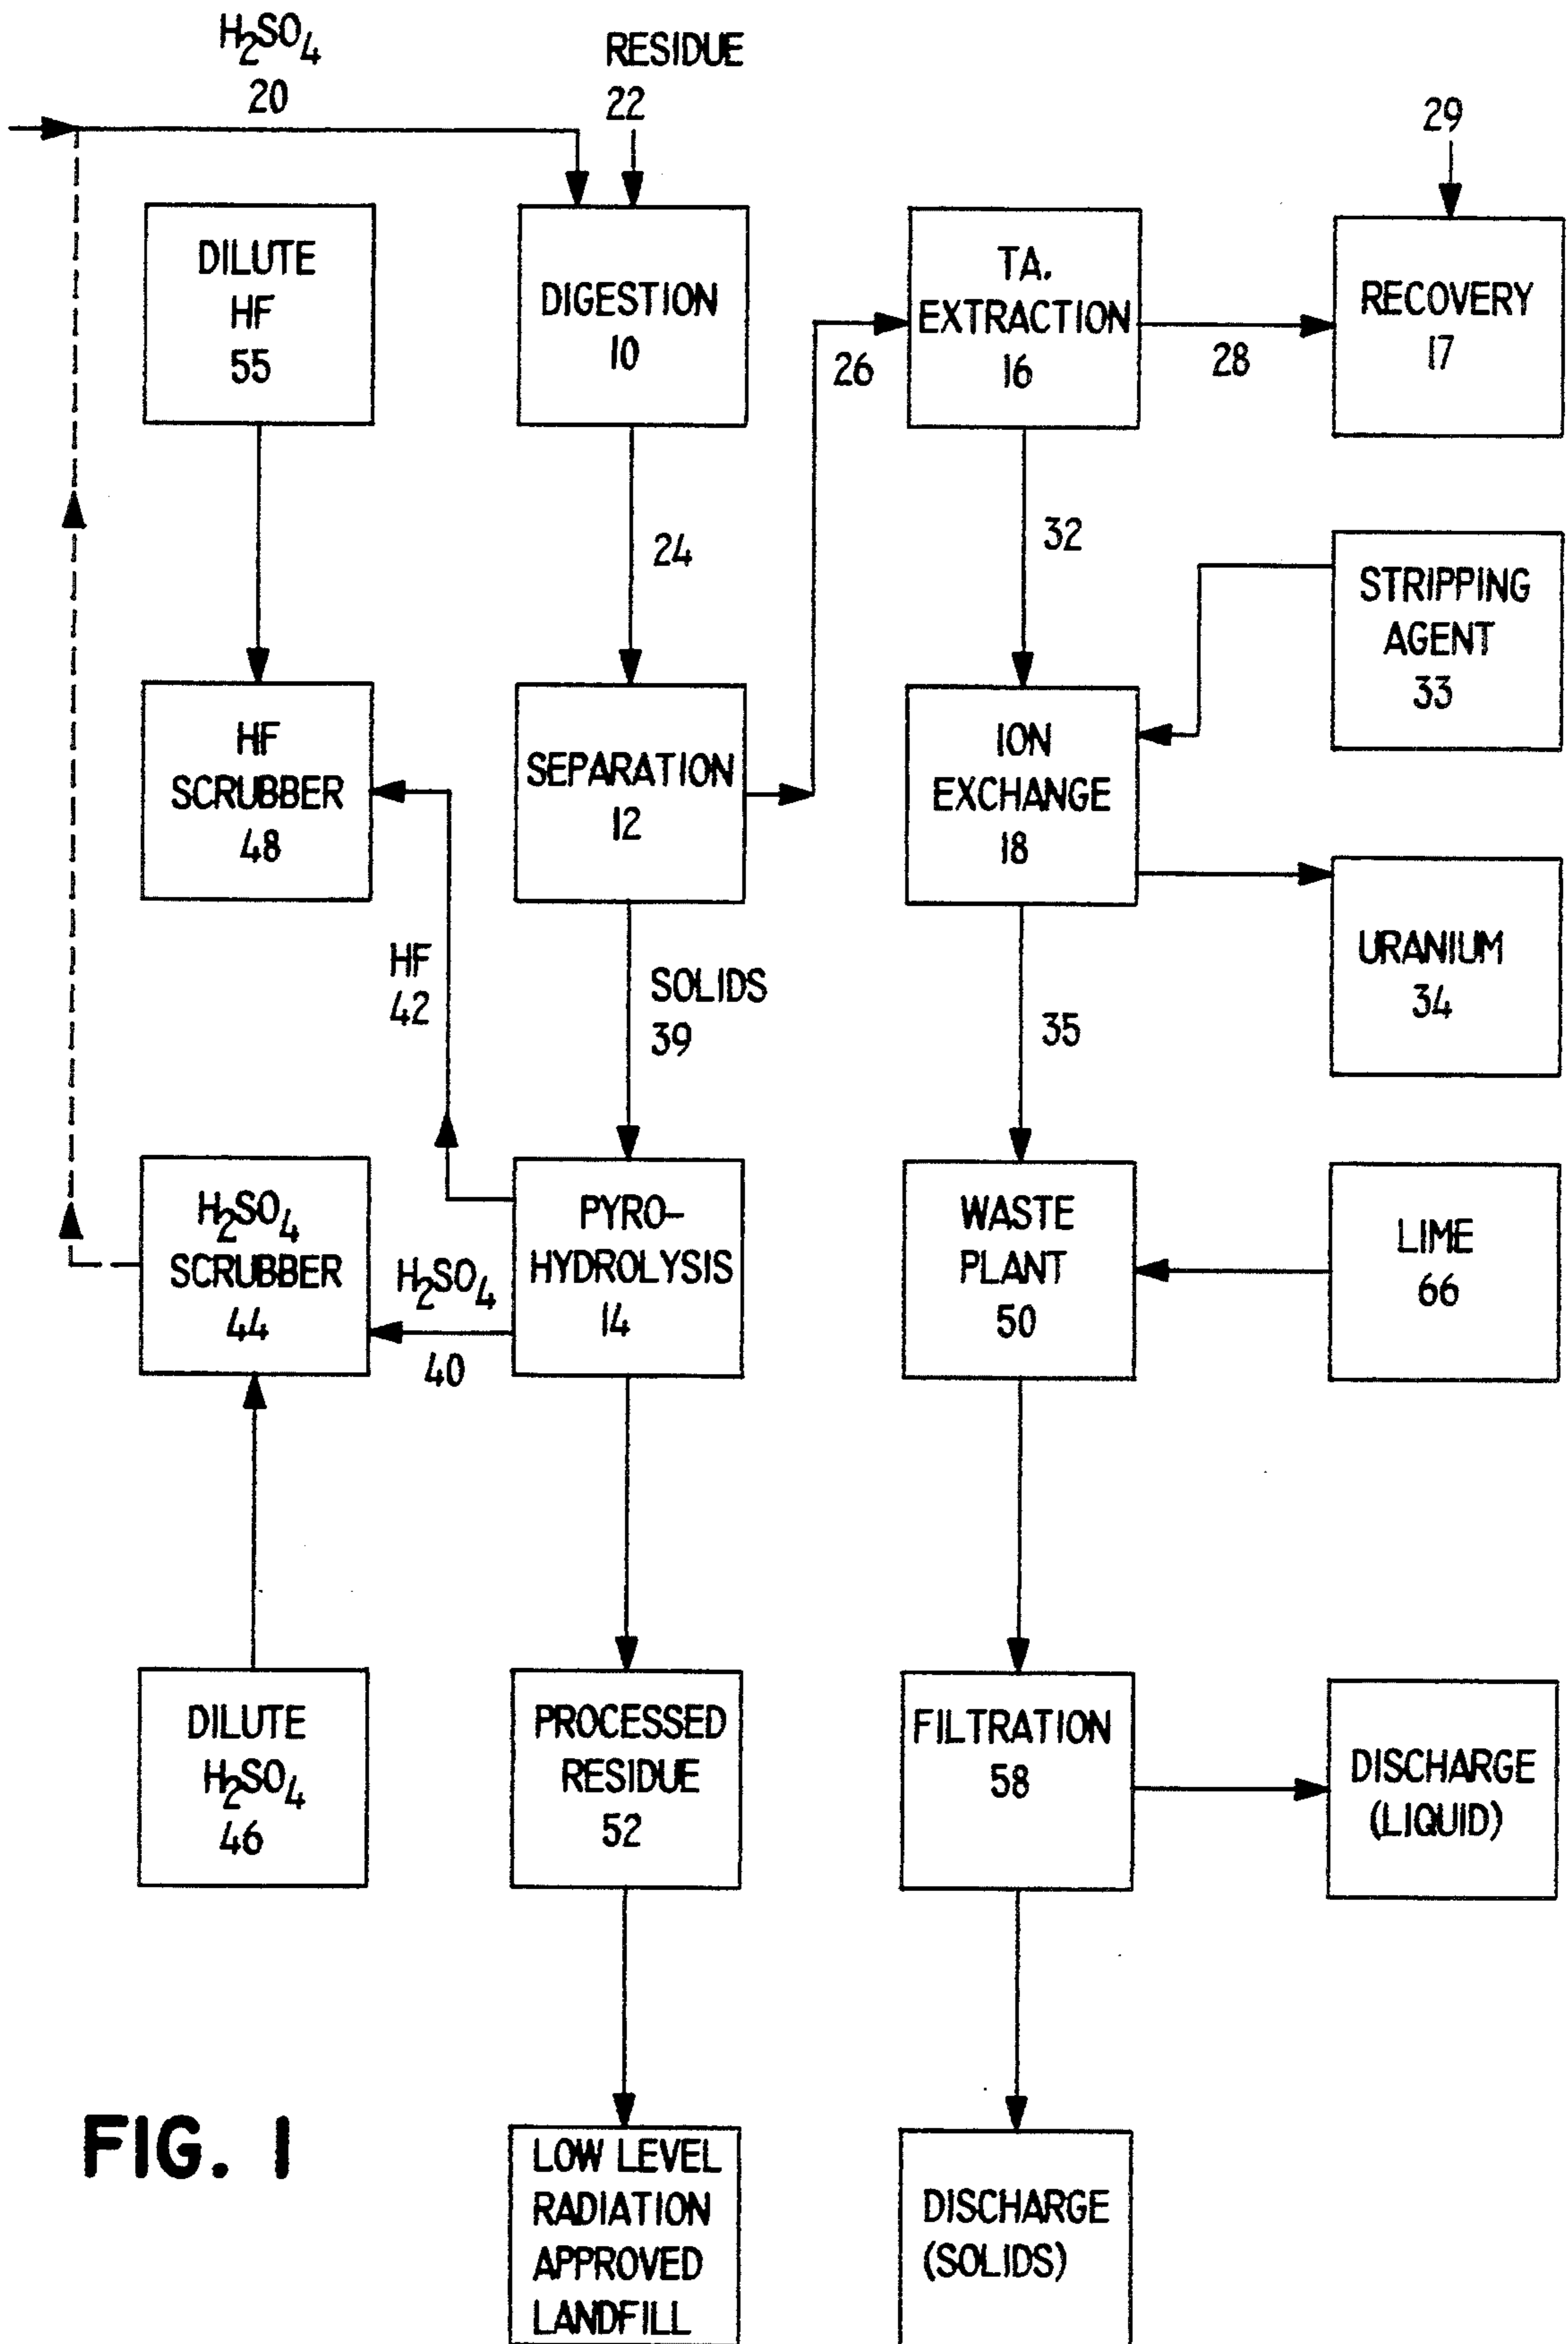 H2SO4
20
RESIDUE
22
29
DILUTE
HF
55
DIGESTION
10
TA.
EXTRACTION
16
RECOVERY
17
26
28
24
32
STRIPPING
AGENT
33
HF
SCRUBBER
48
SEPARATION
12
ION
EXCHANGE
18
URANIUM
34
HF
42
SOLIDS
39
35
H2SO4
SCRUBBER
44
H2SO4
40
PYRO-
HYDROLYSIS
14
WASTE
PLANT
50
LIME
66
DILUTE
H2SO4
46
PROCESSED
RESIDUE
52
FILTRATION
58
DISCHARGE
(LIQUID)
LOW LEVEL
RADIATION
APPROVED
LANDFILL
DISCHARGE
(SOLIDS)
FIG. 1